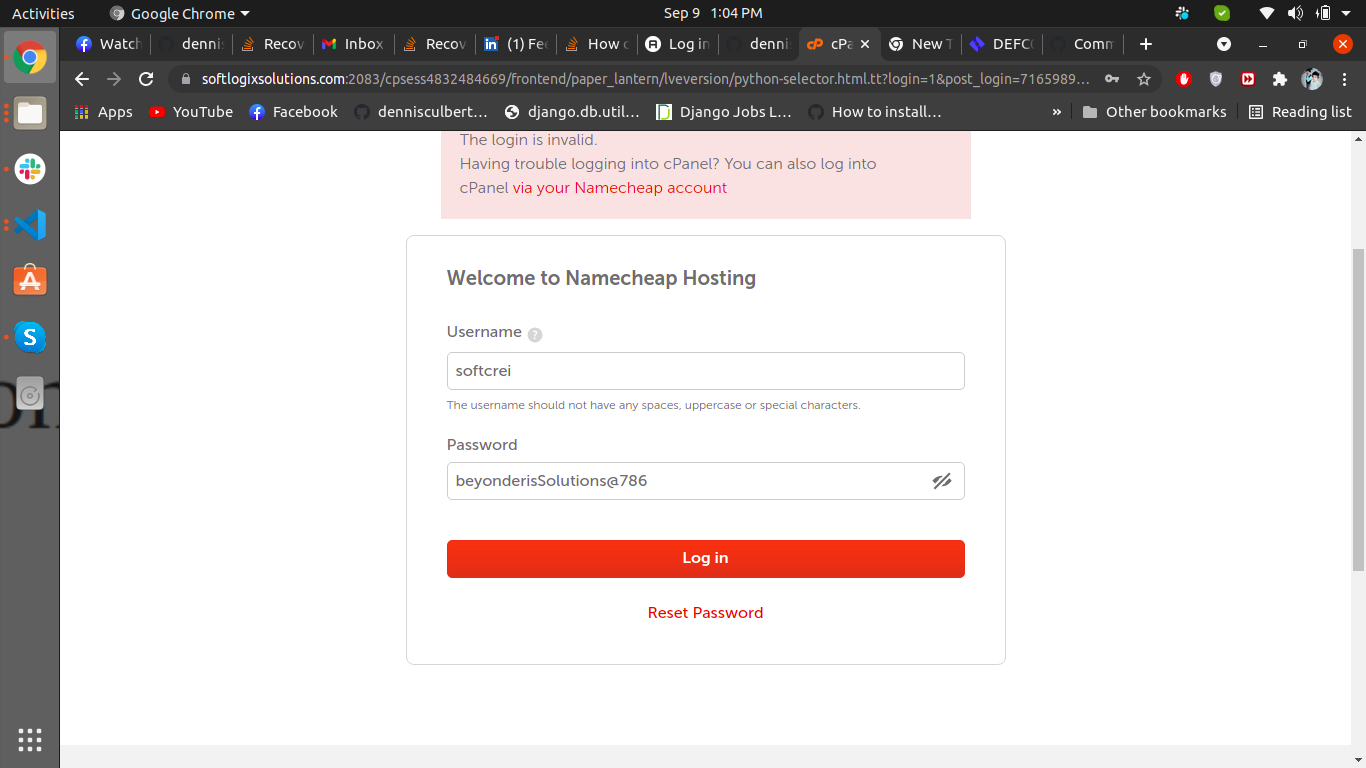 Activities Google Chrome Sep 9 1:04 PM
Watch dennis Recov Inbox Recov (1) Fee How c Log in dennis cPa New T DEFCO Comm
softlogixsolutions.com:2083/cpsess4832484669/frontend/paper_lantern/lveversion/python-selector.html.tt?login=1&post_login=7165989...
Apps YouTube Facebook dennisculbert... django.db.util... Django Jobs L... How to install... » Other bookmarks Reading list
The login is invalid.
Having trouble logging into cPanel? You can also log into
cPanel via your Namecheap account
Welcome to Namecheap Hosting
Username ?
softcrei
The username should not have any spaces, uppercase or special characters.
Password
beyonderisSolutions@786
Log in
Reset Password